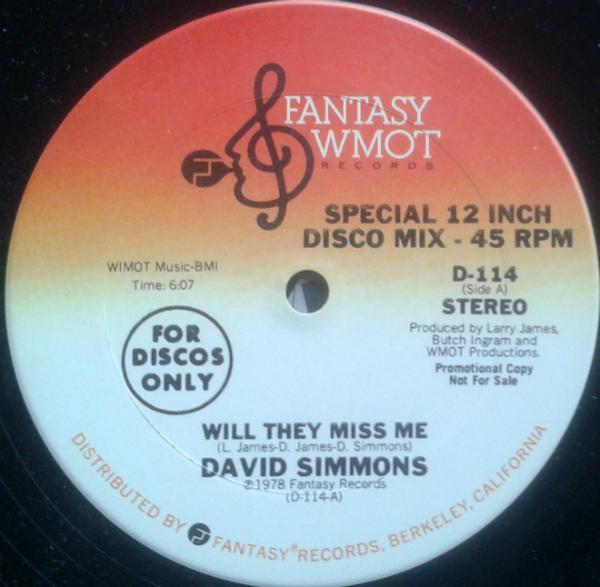 FANTASY
WMOT
RECORDS
SPECIAL 12 INCH
DISCO MIX - 45 RPM
WIMOT Music-BMI
Time: 6:07
D-114
(Side A)
STEREO
Produced by Larry James,
Butch Ingram and
WMOT Productions.
Promotional Copy
Not For Sale
FOR
DISCOS
ONLY
WILL THEY MISS ME
(L. James-D. James-D. Simmons)
DAVID SIMMONS
℗1978 Fantasy Records
(D-114-A)
DISTRIBUTED BY FANTASY® RECORDS, BERKELEY, CALIFORNIA